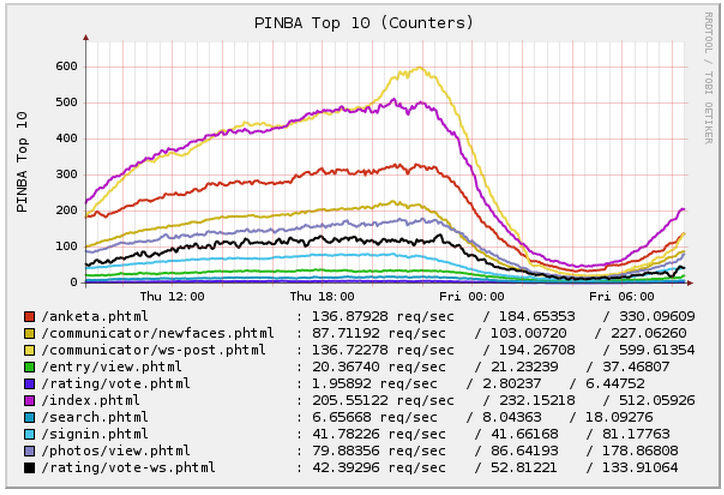 PINBA Top 10 (Counters)
RRDTOOL / TOBI OETIKER
PINBA Top 10
600
500
400
300
200
100
0
Thu 12:00 Thu 18:00 Fri 00:00 Fri 06:00
/anketa.phtml : 136.87928 req/sec / 184.65353 / 330.09609
/communicator/newfaces.phtml : 87.71192 req/sec / 103.00720 / 227.06260
/communicator/ws-post.phtml : 136.72278 req/sec / 194.26708 / 599.61354
/entry/view.phtml : 20.36740 req/sec / 21.23239 / 37.46807
/rating/vote.phtml : 1.95892 req/sec / 2.80237 / 6.44752
/index.phtml : 205.55122 req/sec / 232.15218 / 512.05926
/search.phtml : 6.65668 req/sec / 8.04363 / 18.09276
/signin.phtml : 41.78226 req/sec / 41.66168 / 81.17763
/photos/view.phtml : 79.88356 req/sec / 86.64193 / 178.86808
/rating/vote-ws.phtml : 42.39296 req/sec / 52.81221 / 133.91064